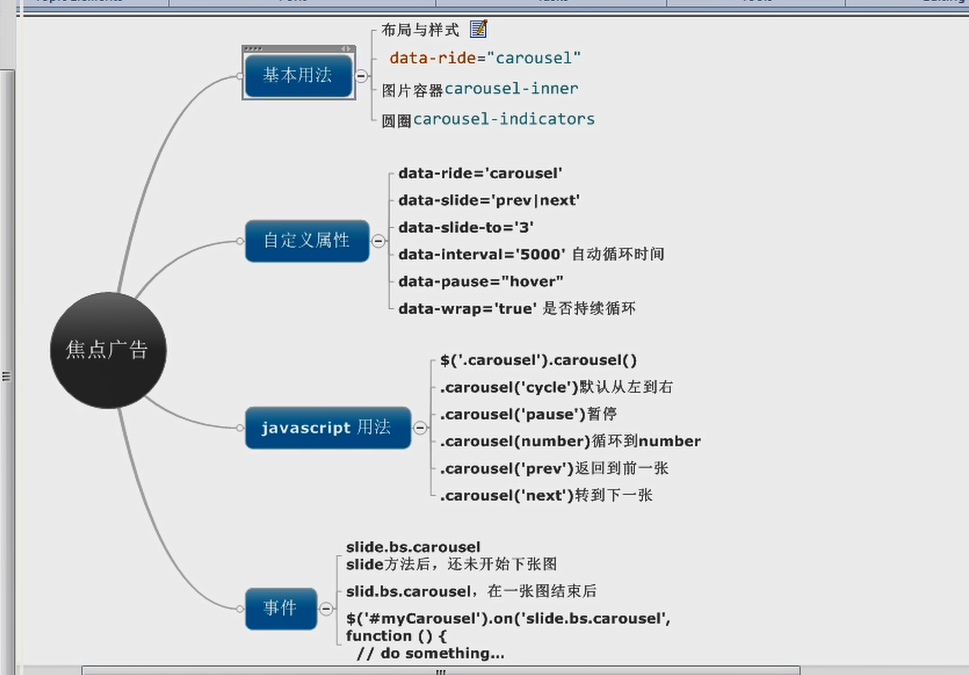 焦点广告
基本用法
布局与样式
data-ride="carousel"
图片容器carousel-inner
圆圈carousel-indicators
自定义属性
data-ride='carousel'
data-slide='prev|next'
data-slide-to='3'
data-interval='5000' 自动循环时间
data-pause="hover"
data-wrap='true' 是否持续循环
javascript 用法
$('.carousel').carousel()
.carousel('cycle')默认从左到右
.carousel('pause')暂停
.carousel(number)循环到number
.carousel('prev')返回到前一张
.carousel('next')转到下一张
事件
slide.bs.carousel
slide方法后，还未开始下张图
slid.bs.carousel，在一张图结束后
$('#myCarousel').on('slide.bs.carousel',
function () {
// do something...